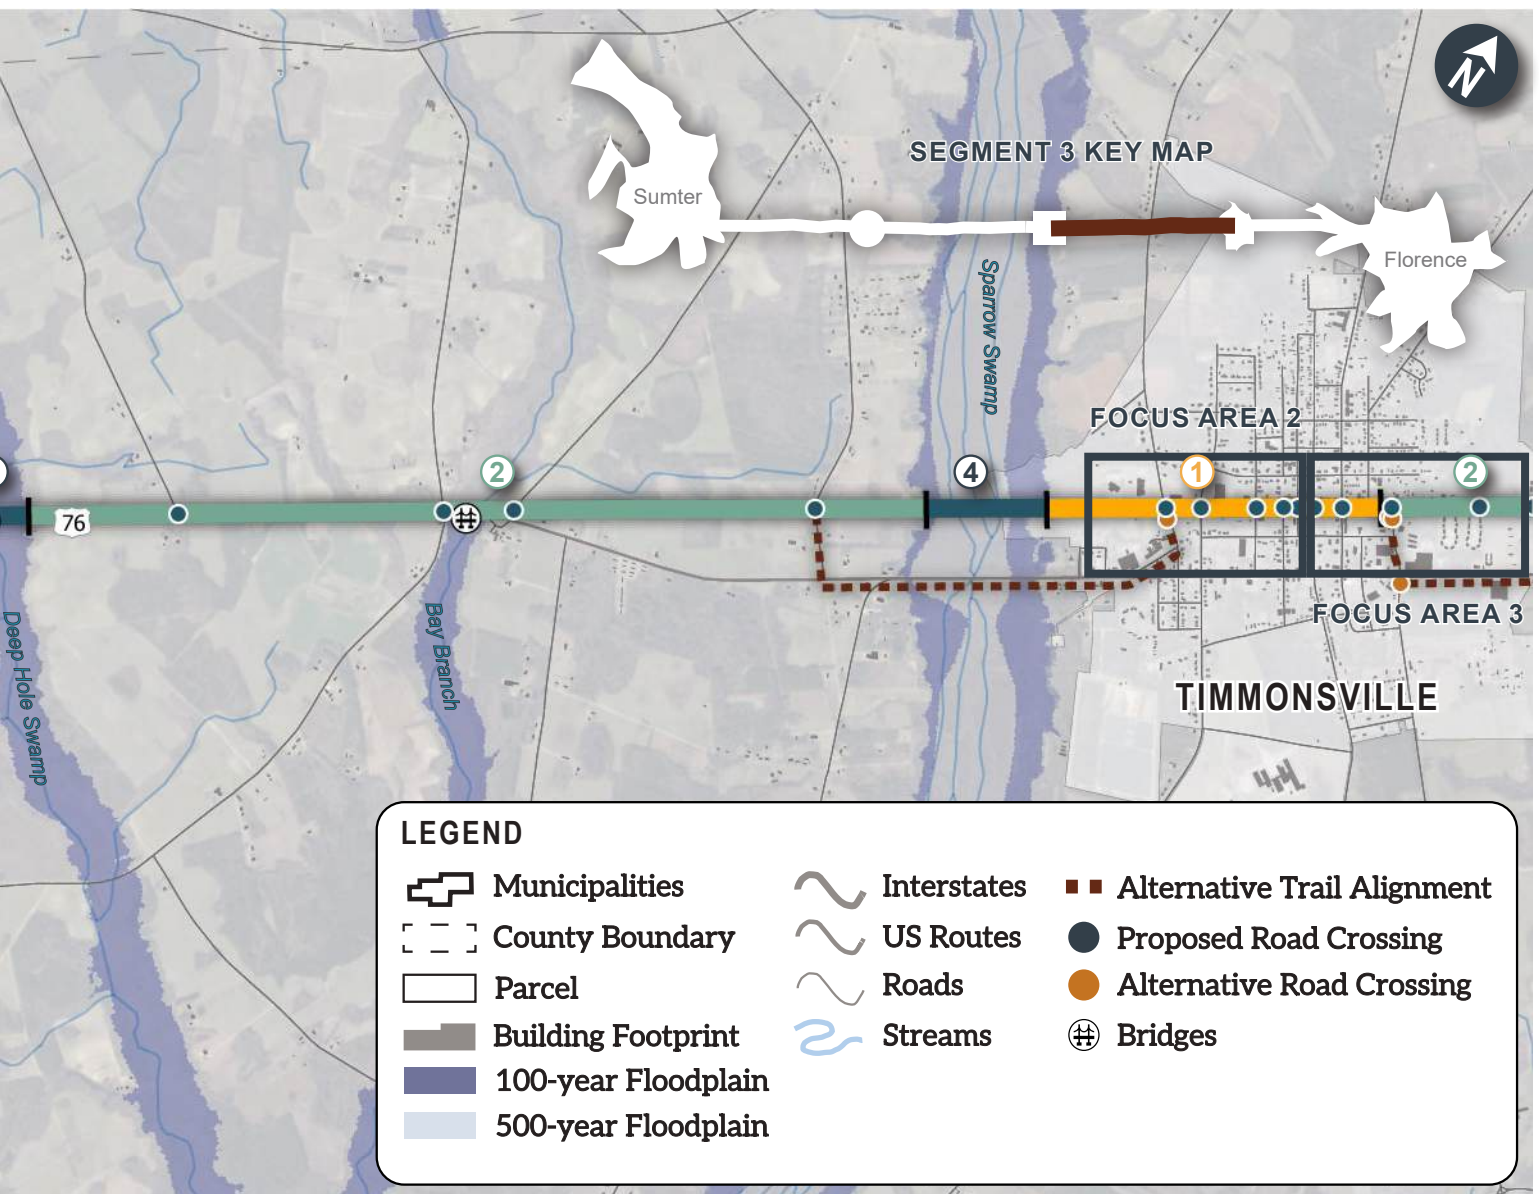 N
SEGMENT 3 KEY MAP
Sumter
Florence
Sparrow Swamp
FOCUS AREA 2
2
4
1
2
76
Deep Hole Swamp
Bay Branch
FOCUS AREA 3
TIMMONSVILLE
LEGEND
Municipalities
County Boundary
Parcel
Building Footprint
100-year Floodplain
500-year Floodplain
Interstates
US Routes
Roads
Streams
Alternative Trail Alignment
Proposed Road Crossing
Alternative Road Crossing
Bridges